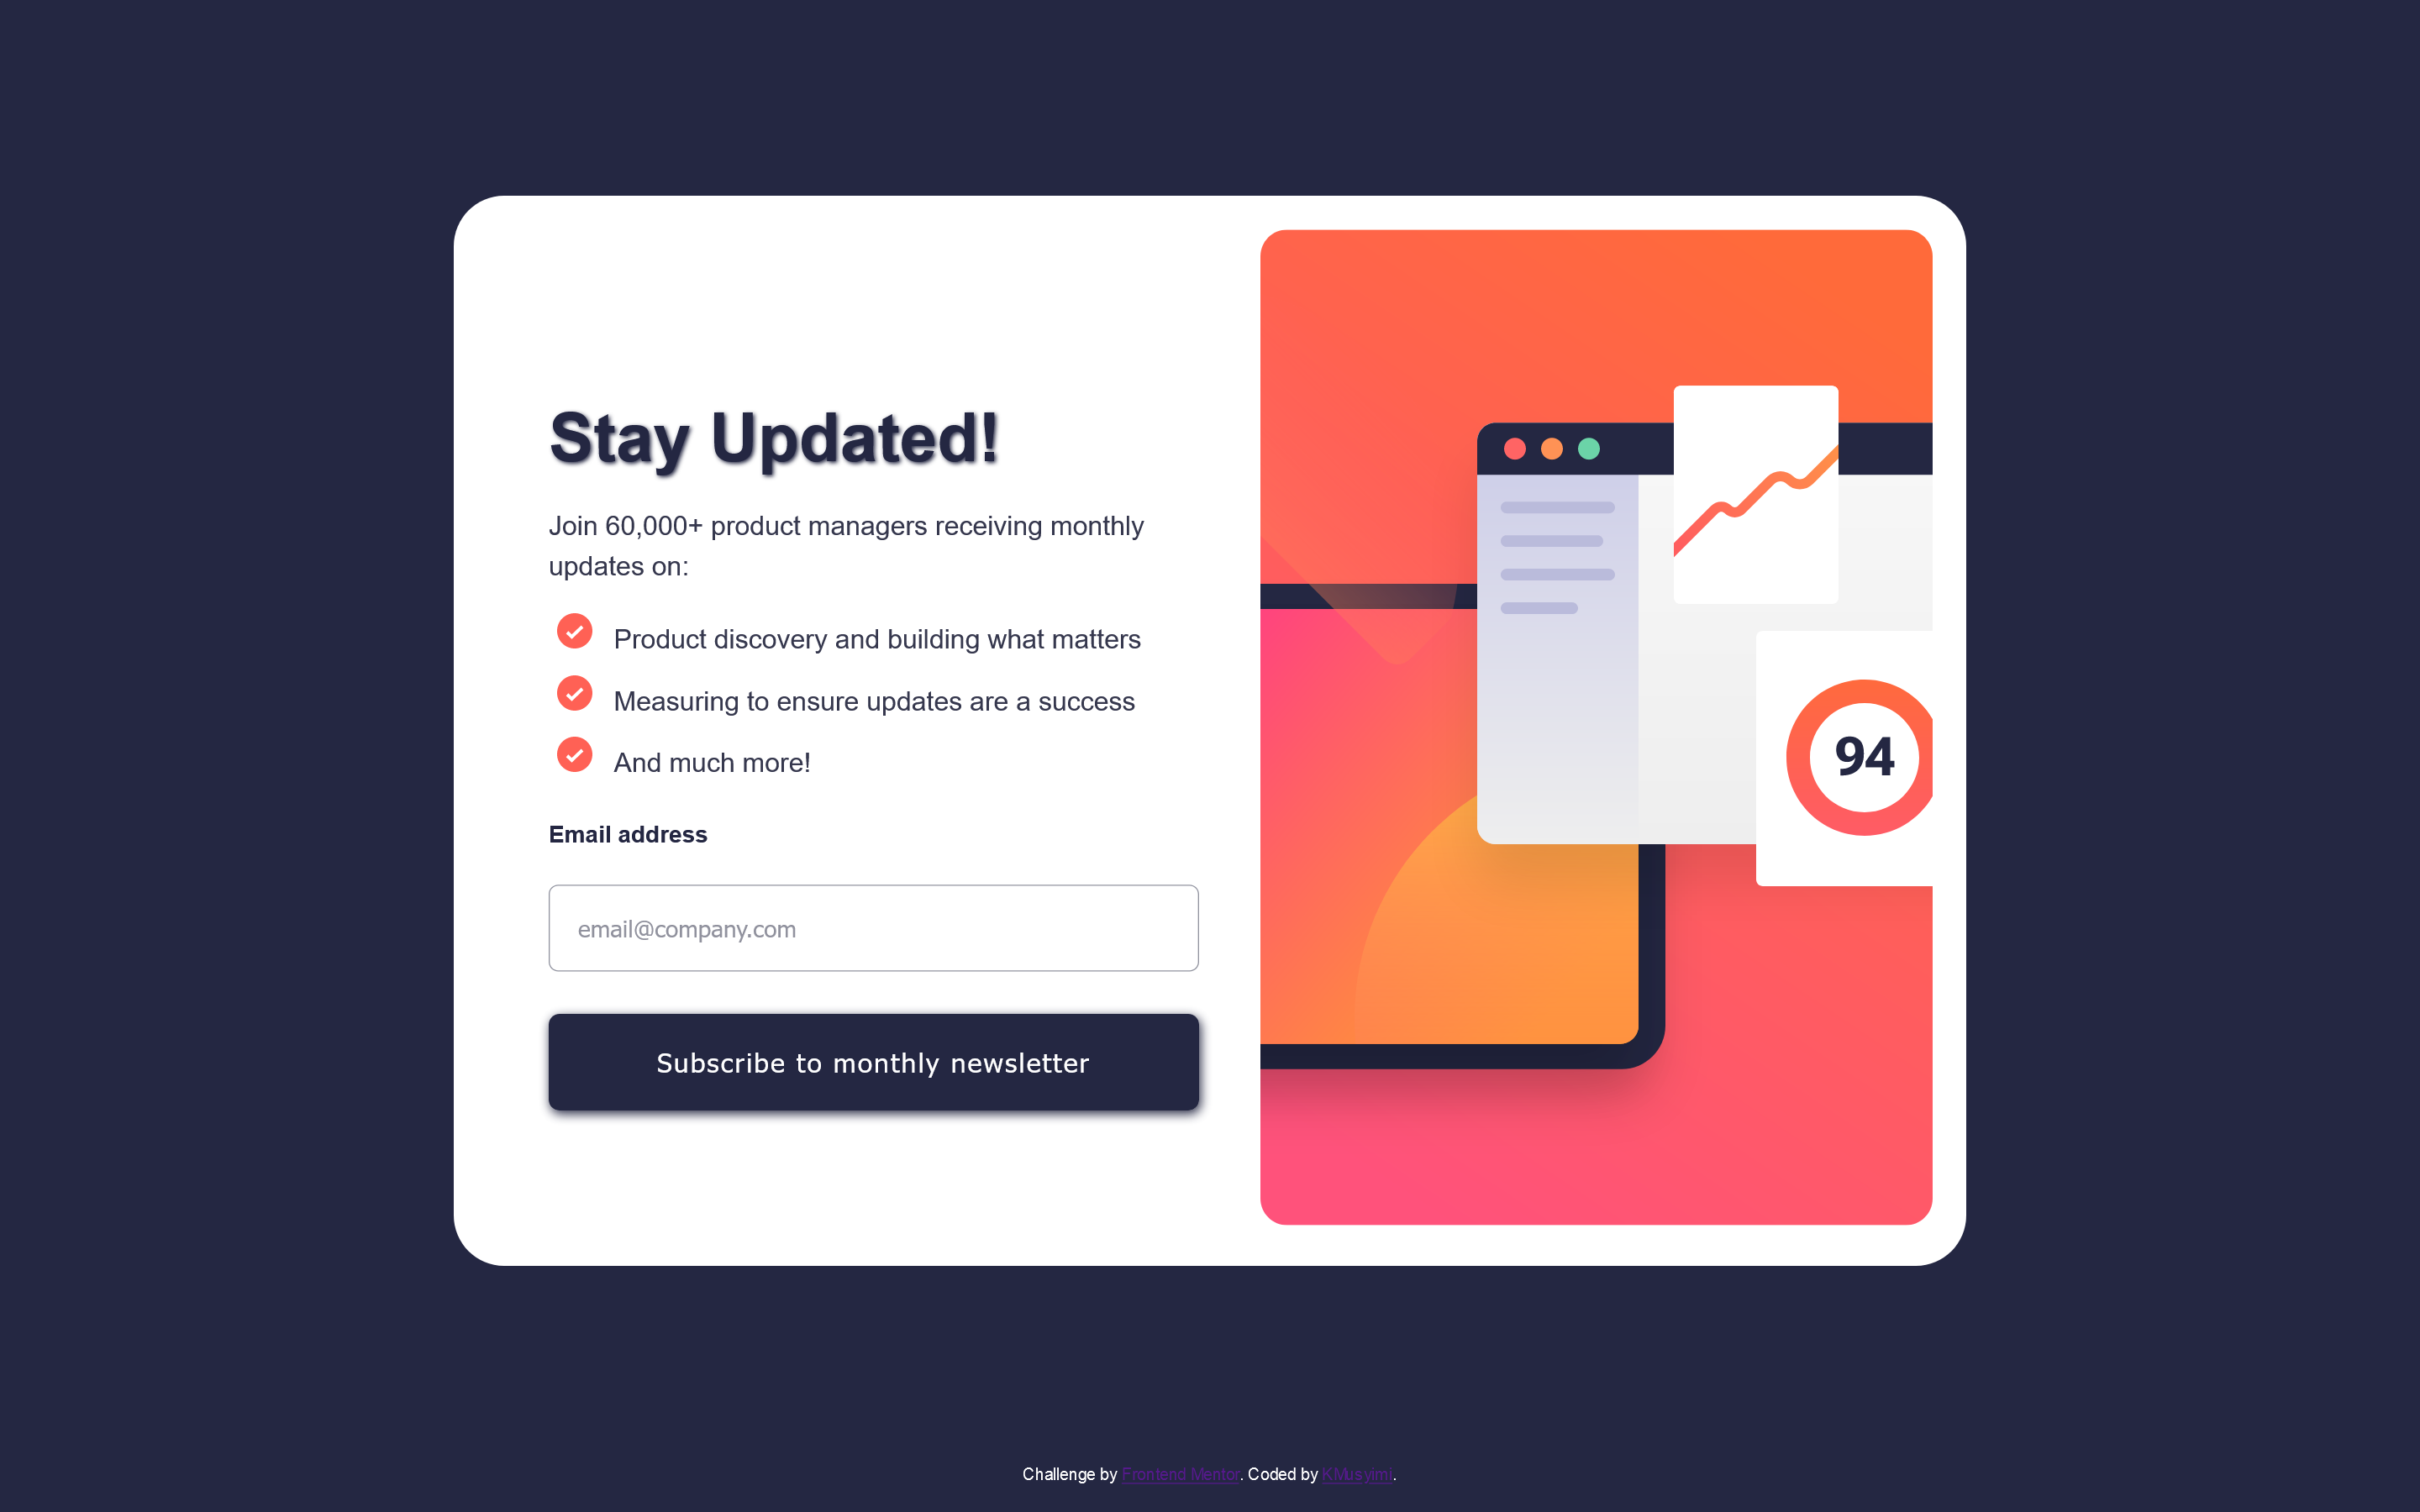 Stay Updated!
Join 60,000+ product managers receiving monthly
updates on:
Product discovery and building what matters
Measuring to ensure updates are a success
And much more!
Email address
email@company.com
Subscribe to monthly newsletter
94
Challenge by Frontend Mentor. Coded by KMusyimi.